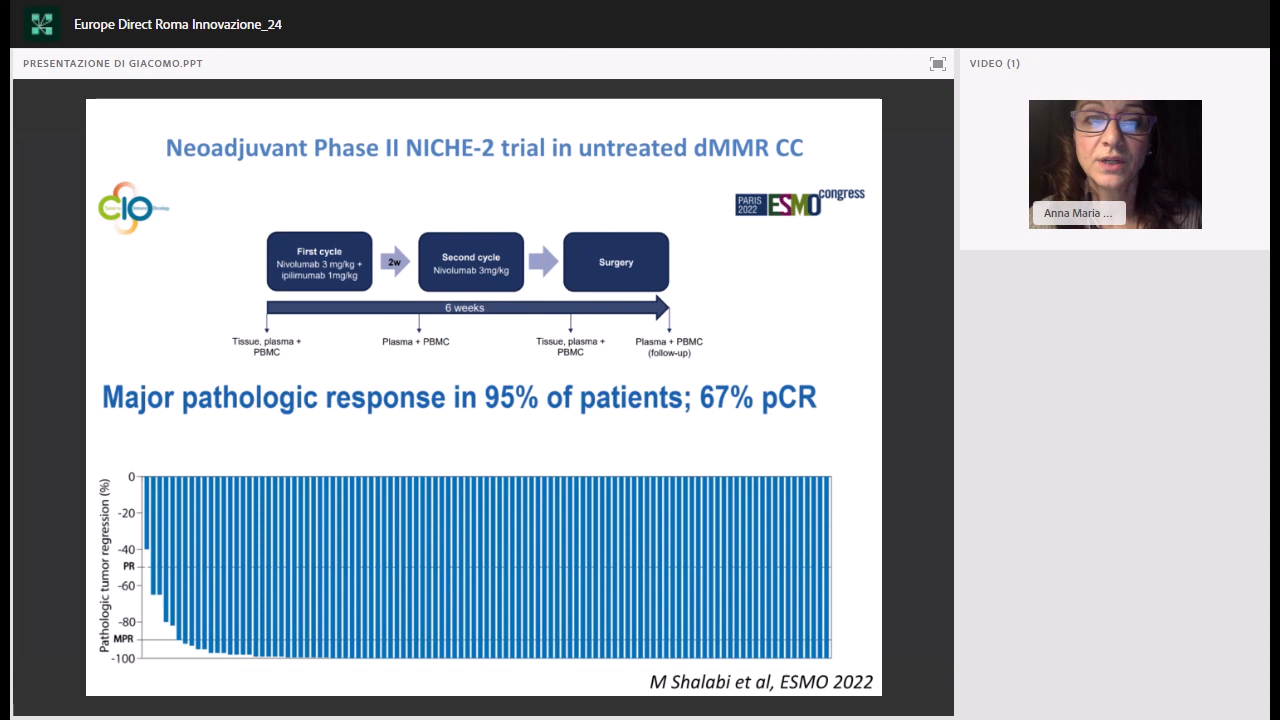 Europe Direct Roma Innovazione_24
PRESENTAZIONE DI GIACOMO.PPT
VIDEO (1)
Anna Maria ...
Neoadjuvant Phase II NICHE-2 trial in untreated dMMR CC
CIO
PARIS
2022
ESMO
congress
First cycle
Nivolumab 3 mg/kg +
ipilimumab 1mg/kg
2w
Second cycle
Nivolumab 3mg/kg
Surgery
6 weeks
Tissue, plasma +
PBMC
Plasma + PBMC
Tissue, plasma +
PBMC
Plasma + PBMC
(follow-up)
Major pathologic response in 95% of patients; 67% pCR
Pathologic tumor regression (%)
0
-20
-40
PR
-60
-80
MPR
-100
M Shalabi et al, ESMO 2022